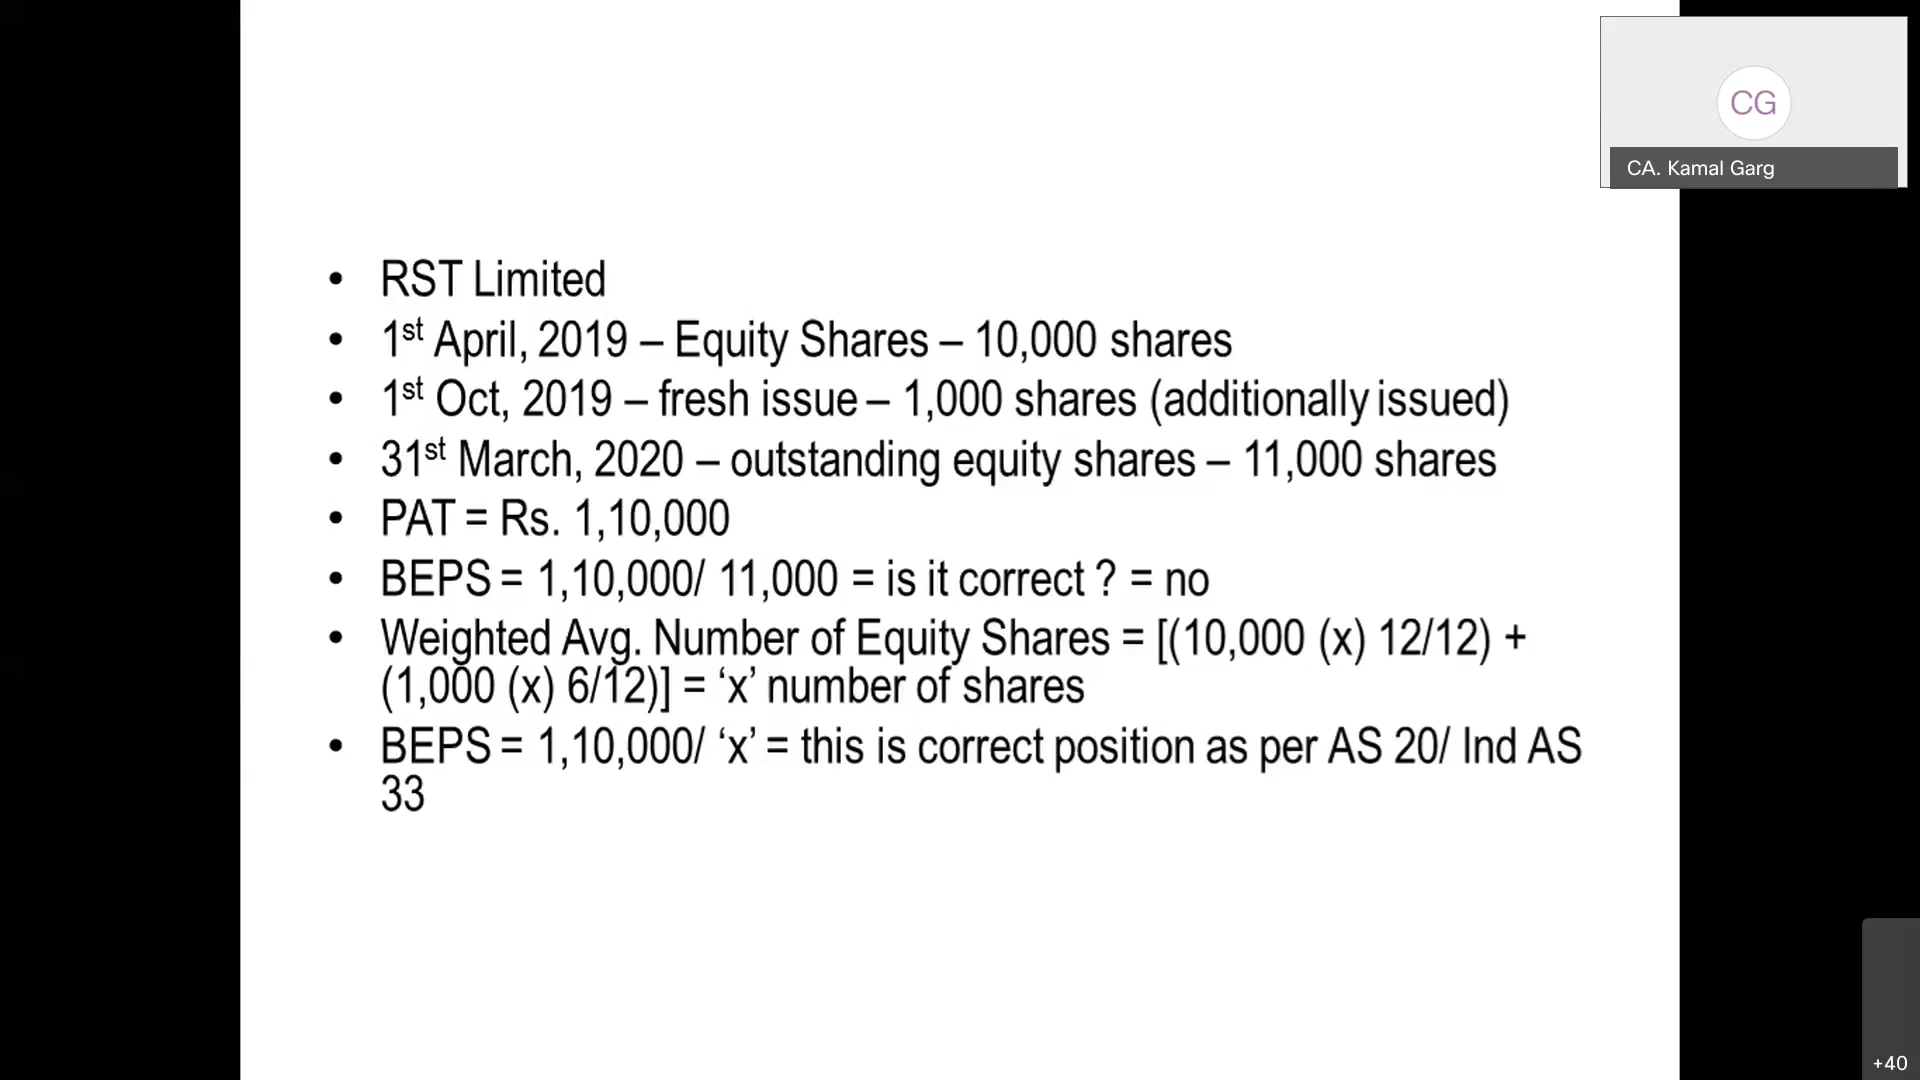 CG
CA. Kamal Garg
• RST Limited
• 1st April, 2019 – Equity Shares – 10,000 shares
• 1st Oct, 2019 – fresh issue – 1,000 shares (additionally issued)
• 31st March, 2020 – outstanding equity shares – 11,000 shares
• PAT = Rs. 1,10,000
• BEPS = 1,10,000/ 11,000 = is it correct ? = no
• Weighted Avg. Number of Equity Shares = [(10,000 (x) 12/12) +
(1,000 (x) 6/12)] = ‘x’ number of shares
• BEPS = 1,10,000/ ‘x’ = this is correct position as per AS 20/ Ind AS
33
+40